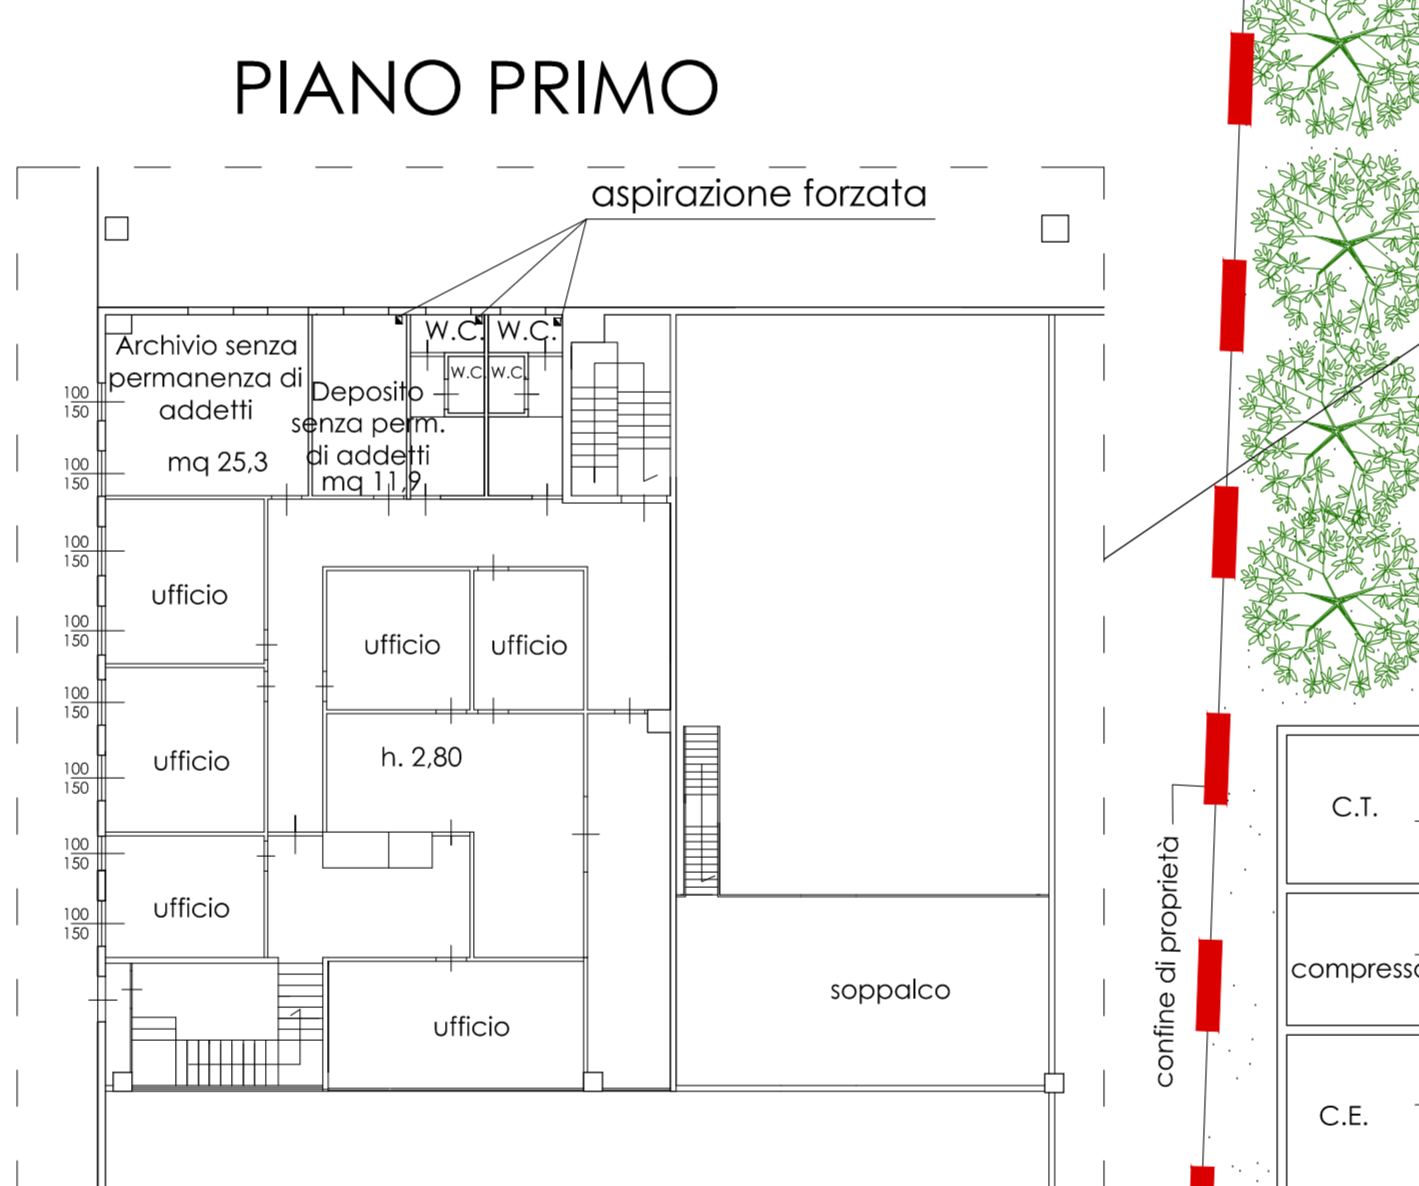 PIANO PRIMO
aspirazione forzata
W.C.
W.C.
Archivio senza
permanenza di
addetti
mq 25,3
Deposito
senza perm.
di addetti
mq 11,9
W.C.
W.C.
100
150
100
150
100
150
100
150
100
150
100
150
100
150
100
150
ufficio
ufficio
ufficio
ufficio
h. 2,80
ufficio
ufficio
soppalco
confine di proprietà
C.T.
C.E.